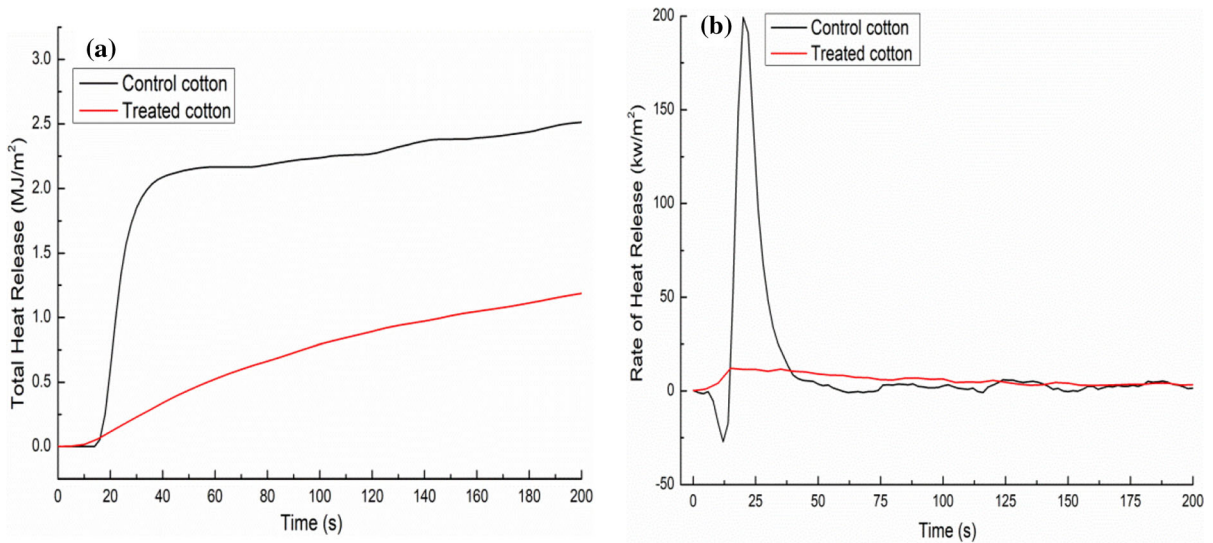 (a)
Control cotton
Treated cotton
Total Heat Release (MJ/m²)
3.0
2.5
2.0
1.5
1.0
0.5
0.0
0 20 40 60 80 100 120 140 160 180 200
Time (s)
(b)
Control cotton
Treated cotton
Rate of Heat Release (kw/m²)
200
150
100
50
0
-50
0 25 50 75 100 125 150 175 200
Time (s)